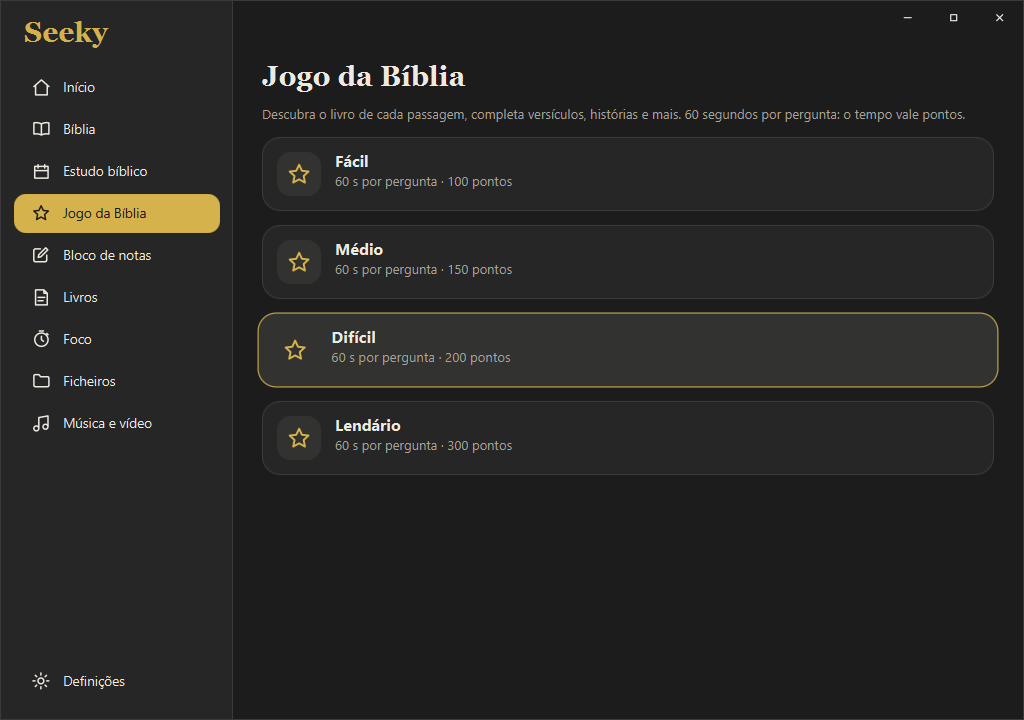 Seeky
Início
Bíblia
Estudo bíblico
Jogo da Bíblia
Bloco de notas
Livros
Foco
Ficheiros
Música e vídeo
Definições
Jogo da Bíblia
Descubra o livro de cada passagem, completa versículos, histórias e mais. 60 segundos por pergunta: o tempo vale pontos.
Fácil
60 s por pergunta · 100 pontos
Médio
60 s por pergunta · 150 pontos
Difícil
60 s por pergunta · 200 pontos
Lendário
60 s por pergunta · 300 pontos